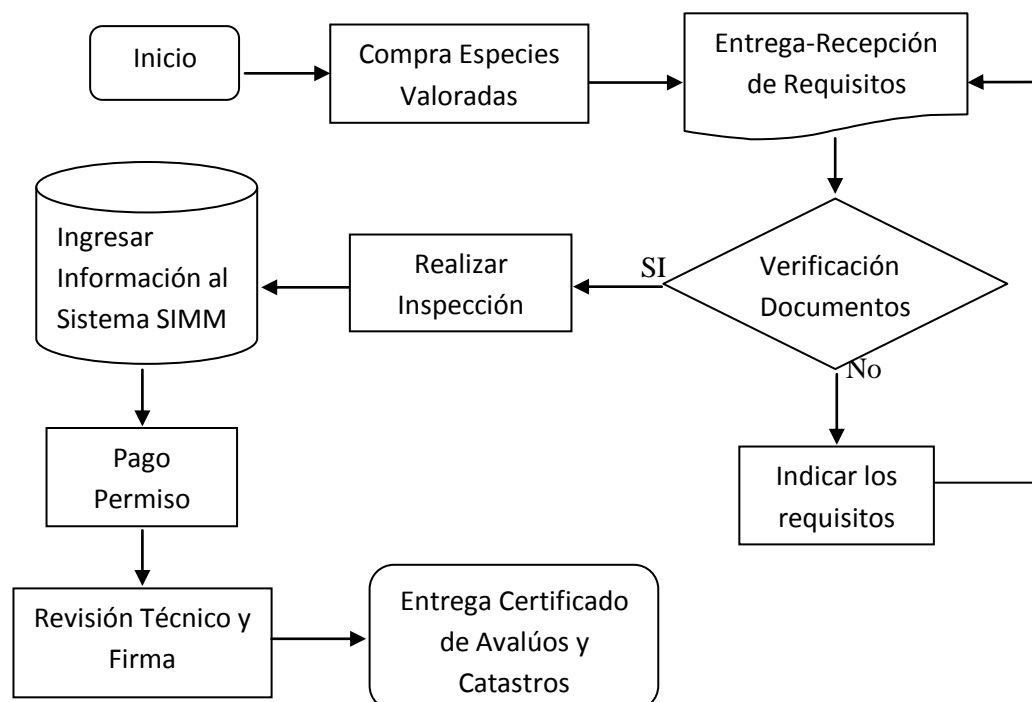 Inicio
Compra Especies
Valoradas
Entrega-Recepción
de Requisitos
Verificación
Documentos
SI
No
Realizar
Inspección
Ingresar
Información al
Sistema SIMM
Indicar los
requisitos
Pago
Permiso
Revisión Técnico y
Firma
Entrega Certificado
de Avalúos y
Catastros